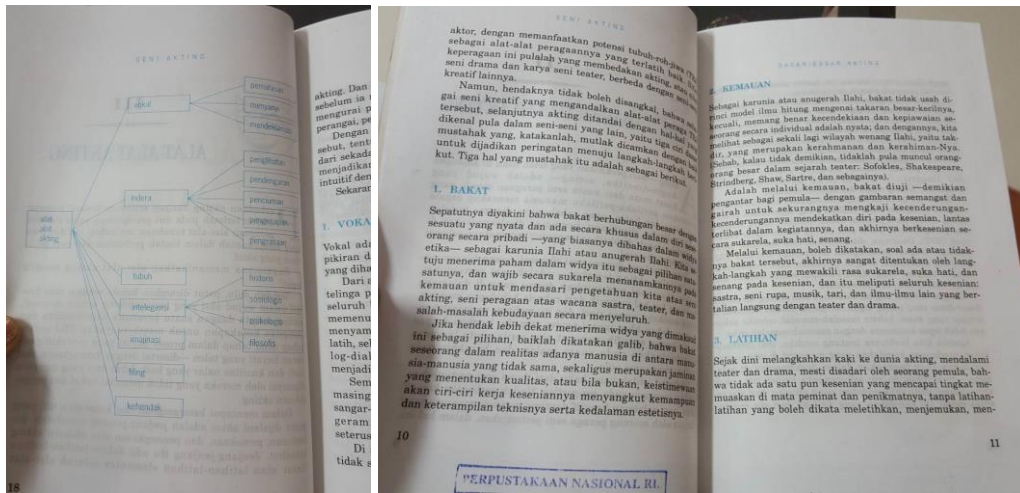 SENI AKTING
vokal
pemahaman
menyanyi
mendeklamasi
indera
penglihatan
pendengaran
penciuman
pengecapan
pengrasaan
alat-
alat
akting
tubuh
intelegensi
historis
sosiologis
psikologis
filosofis
imajinasi
filing
kehendak
18
akting. Dan
sebelum ia
mengurai p
perangai, pe
Dengan
sebut, tent
dari sekada
menjadikan
intuitif den
Sekaran
1. VOKA
Vokal ada
pikiran d
yang diha
Dari a
telinga p
seluruh
memenu
menyam
latih, sel
log-dial
menjadi
Sem
masing
sangar-
geram
seterus
Di
tidak s
SENI AKTING
aktor, dengan memanfaatkan potensi tubuh-roh-jiwa
sebagai alat-alat peragaannya yang terlatih baik.
keperagaan ini pulalah yang membedakan akting, atau
seni drama dan karya seni teater, berbeda dengan seni
kreatif lainnya.
Namun, hendaknya tidak boleh disangkal, bahwa
gai seni kreatif yang mengandalkan alat-alat peraga
tersebut, selanjutnya akting ditandai dengan hal-hal yang
dikenal pula dalam seni-seni yang lain, yaitu tiga ciri
mustahak yang, katakanlah, mutlak dicamkan dengan
untuk dijadikan peringatan menuju langkah-langkah
kut. Tiga hal yang mustahak itu adalah sebagai berikut.
1. BAKAT
Sepatutnya diyakini bahwa bakat berhubungan besar dengan
sesuatu yang nyata dan ada secara khusus dalam diri
orang secara pribadi —yang biasanya dibahas dalam widya
etika— sebagai karunia Ilahi atau anugerah Ilahi. Kita
tuju menerima paham dalam widya itu sebagai pilihan satu-
satunya, dan wajib secara sukarela menanamkannya pada
kemauan untuk mendasari pengetahuan kita atas seni
akting, seni peragaan atas wacana sastra, teater, dan ma
salah-masalah kebudayaan secara menyeluruh.
Jika hendak lebih dekat menerima widya yang dimaksud
ini sebagai pilihan, baiklah dikatakan galib, bahwa bakat
seseorang dalam realitas adanya manusia di antara manu-
sia-manusia yang tidak sama, sekaligus merupakan jaminan
yang menentukan kualitas, atau bila bukan, keistimewaan
akan ciri-ciri kerja keseniannya menyangkut kemampuan
dan keterampilan teknisnya serta kedalaman estetisnya.
10
PERPUSTAKAAN NASIONAL RI.
DASAR-DASAR AKTING
2. KEMAUAN
Sebagai karunia atau anugerah Ilahi, bakat tidak usah di-
rinci model ilmu hitung mengenai takaran besar-kecilnya,
kecuali, memang benar kecendekiaan dan kepiawaian se-
seorang secara individual adalah nyata; dan dengannya, kita
melihat sebagai sekali lagi wilayah wenang Ilahi, yaitu tak-
dir, yang merupakan kerahmanan dan kerahiman-Nya.
(Sebab, kalau tidak demikian, tidaklah pula muncul orang-
orang besar dalam sejarah teater: Sofokles, Shakespeare,
Strindberg, Shaw, Sartre, dan sebagainya).
Adalah melalui kemauan, bakat diuji —demikian
pengantar bagi pemula— dengan gambaran semangat dan
gairah untuk sekurangnya mengkaji kecenderungan-
kecenderungannya mendekatkan diri pada kesenian, lantas
terlibat dalam kegiatannya, dan akhirnya berkesenian se-
cara sukarela, suka hati, senang.
Melalui kemauan, boleh dikatakan, soal ada atau tidak-
nya bakat tersebut, akhirnya sangat ditentukan oleh lang-
kah-langkah yang mewakili rasa sukarela, suka hati, dan
senang pada kesenian, dan itu meliputi seluruh kesenian:
sastra, seni rupa, musik, tari, dan ilmu-ilmu lain yang ber-
talian langsung dengan teater dan drama.
3. LATIHAN
Sejak dini melangkahkan kaki ke dunia akting, mendalami
teater dan drama, mesti disadari oleh seorang pemula, bah-
wa tidak ada satu pun kesenian yang mencapai tingkat me-
muaskan di mata peminat dan penikmatnya, tanpa latihan-
latihan yang boleh dikata meletihkan, menjemukan, men-
11